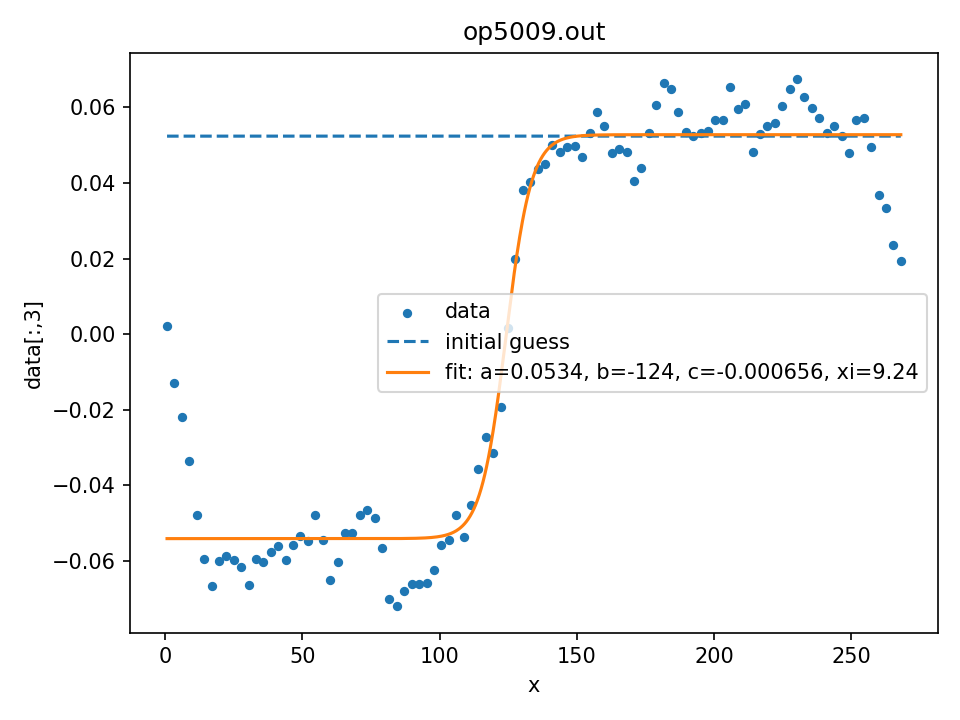 op5009.out
0.06
0.04
0.02
0.00
−0.02
−0.04
−0.06
data[:,3]
data
initial guess
fit: a=0.0534, b=-124, c=-0.000656, xi=9.24
0 50 100 150 200 250
x